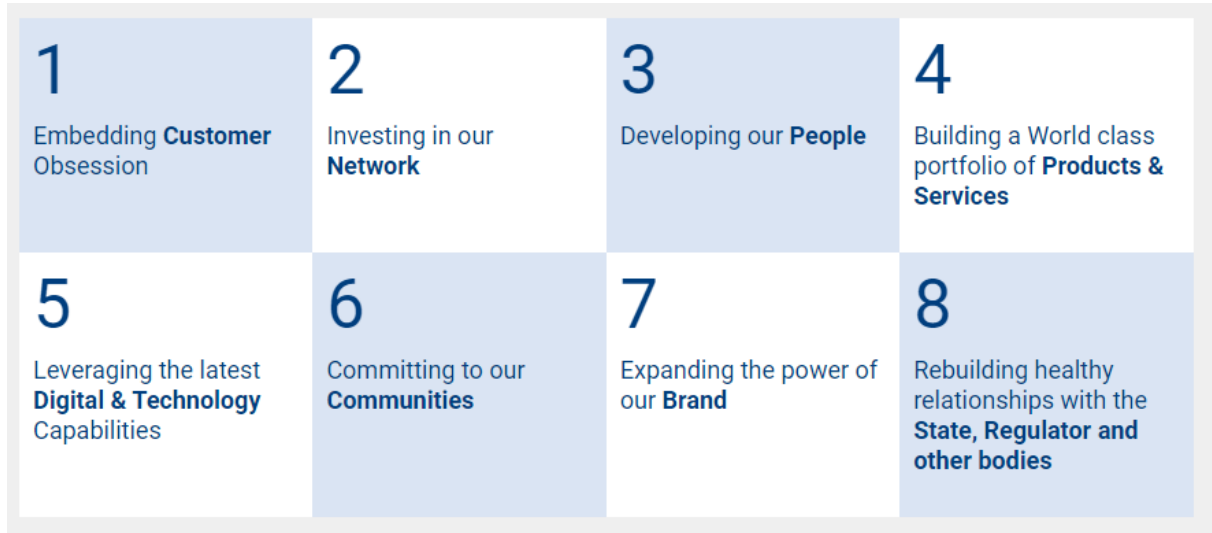 1
Embedding Customer
Obsession
2
Investing in our
Network
3
Developing our People
4
Building a World class
portfolio of Products &
Services
5
Leveraging the latest
Digital & Technology
Capabilities
6
Committing to our
Communities
7
Expanding the power of
our Brand
8
Rebuilding healthy
relationships with the
State, Regulator and
other bodies